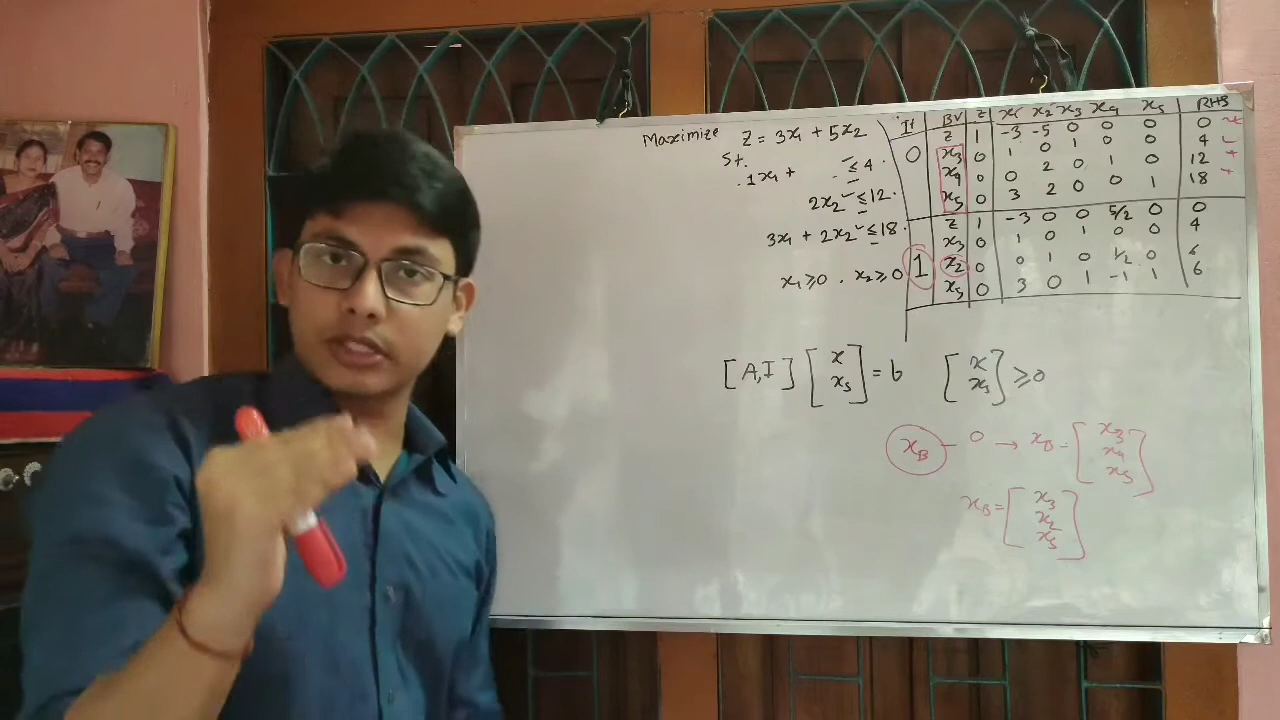 Maximize Z = 3x₁ + 5x₂
St.
1x₁ + ≤ 4
2x₂ ≤ 12
3x₁ + 2x₂ ≤ 18
x₁ ≥ 0 . x₂ ≥ 0
It BV Z x₁ x₂ x₃ x₄ x₅ RHS
Z 1 -3 -5 0 0 0 0
0 x₃ 0 1 0 1 0 0 4
x₄ 0 0 2 0 1 0 12
x₅ 0 3 2 0 0 1 18
Z 1 -3 0 0 5/2 0 0
x₃ 0 1 0 1 0 0 4
1 x₂ 0 0 1 0 1/2 0 6
x₅ 0 3 0 1 -1 1 6
[A, I] [x xₛ] = b [x xₛ] ≥ 0
x_B - 0 → x_B = [x₃ x₄ x₅]
x_B = [x₃ x₂ x₅]